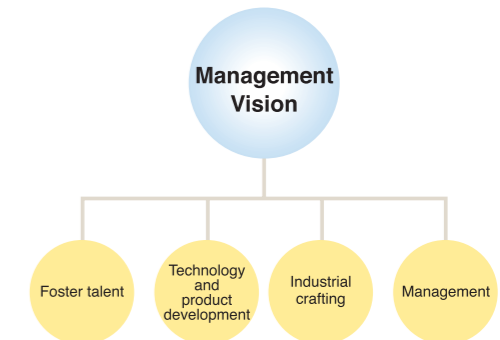 Management
Vision
Foster talent
Technology
and
product
development
Industrial
crafting
Management